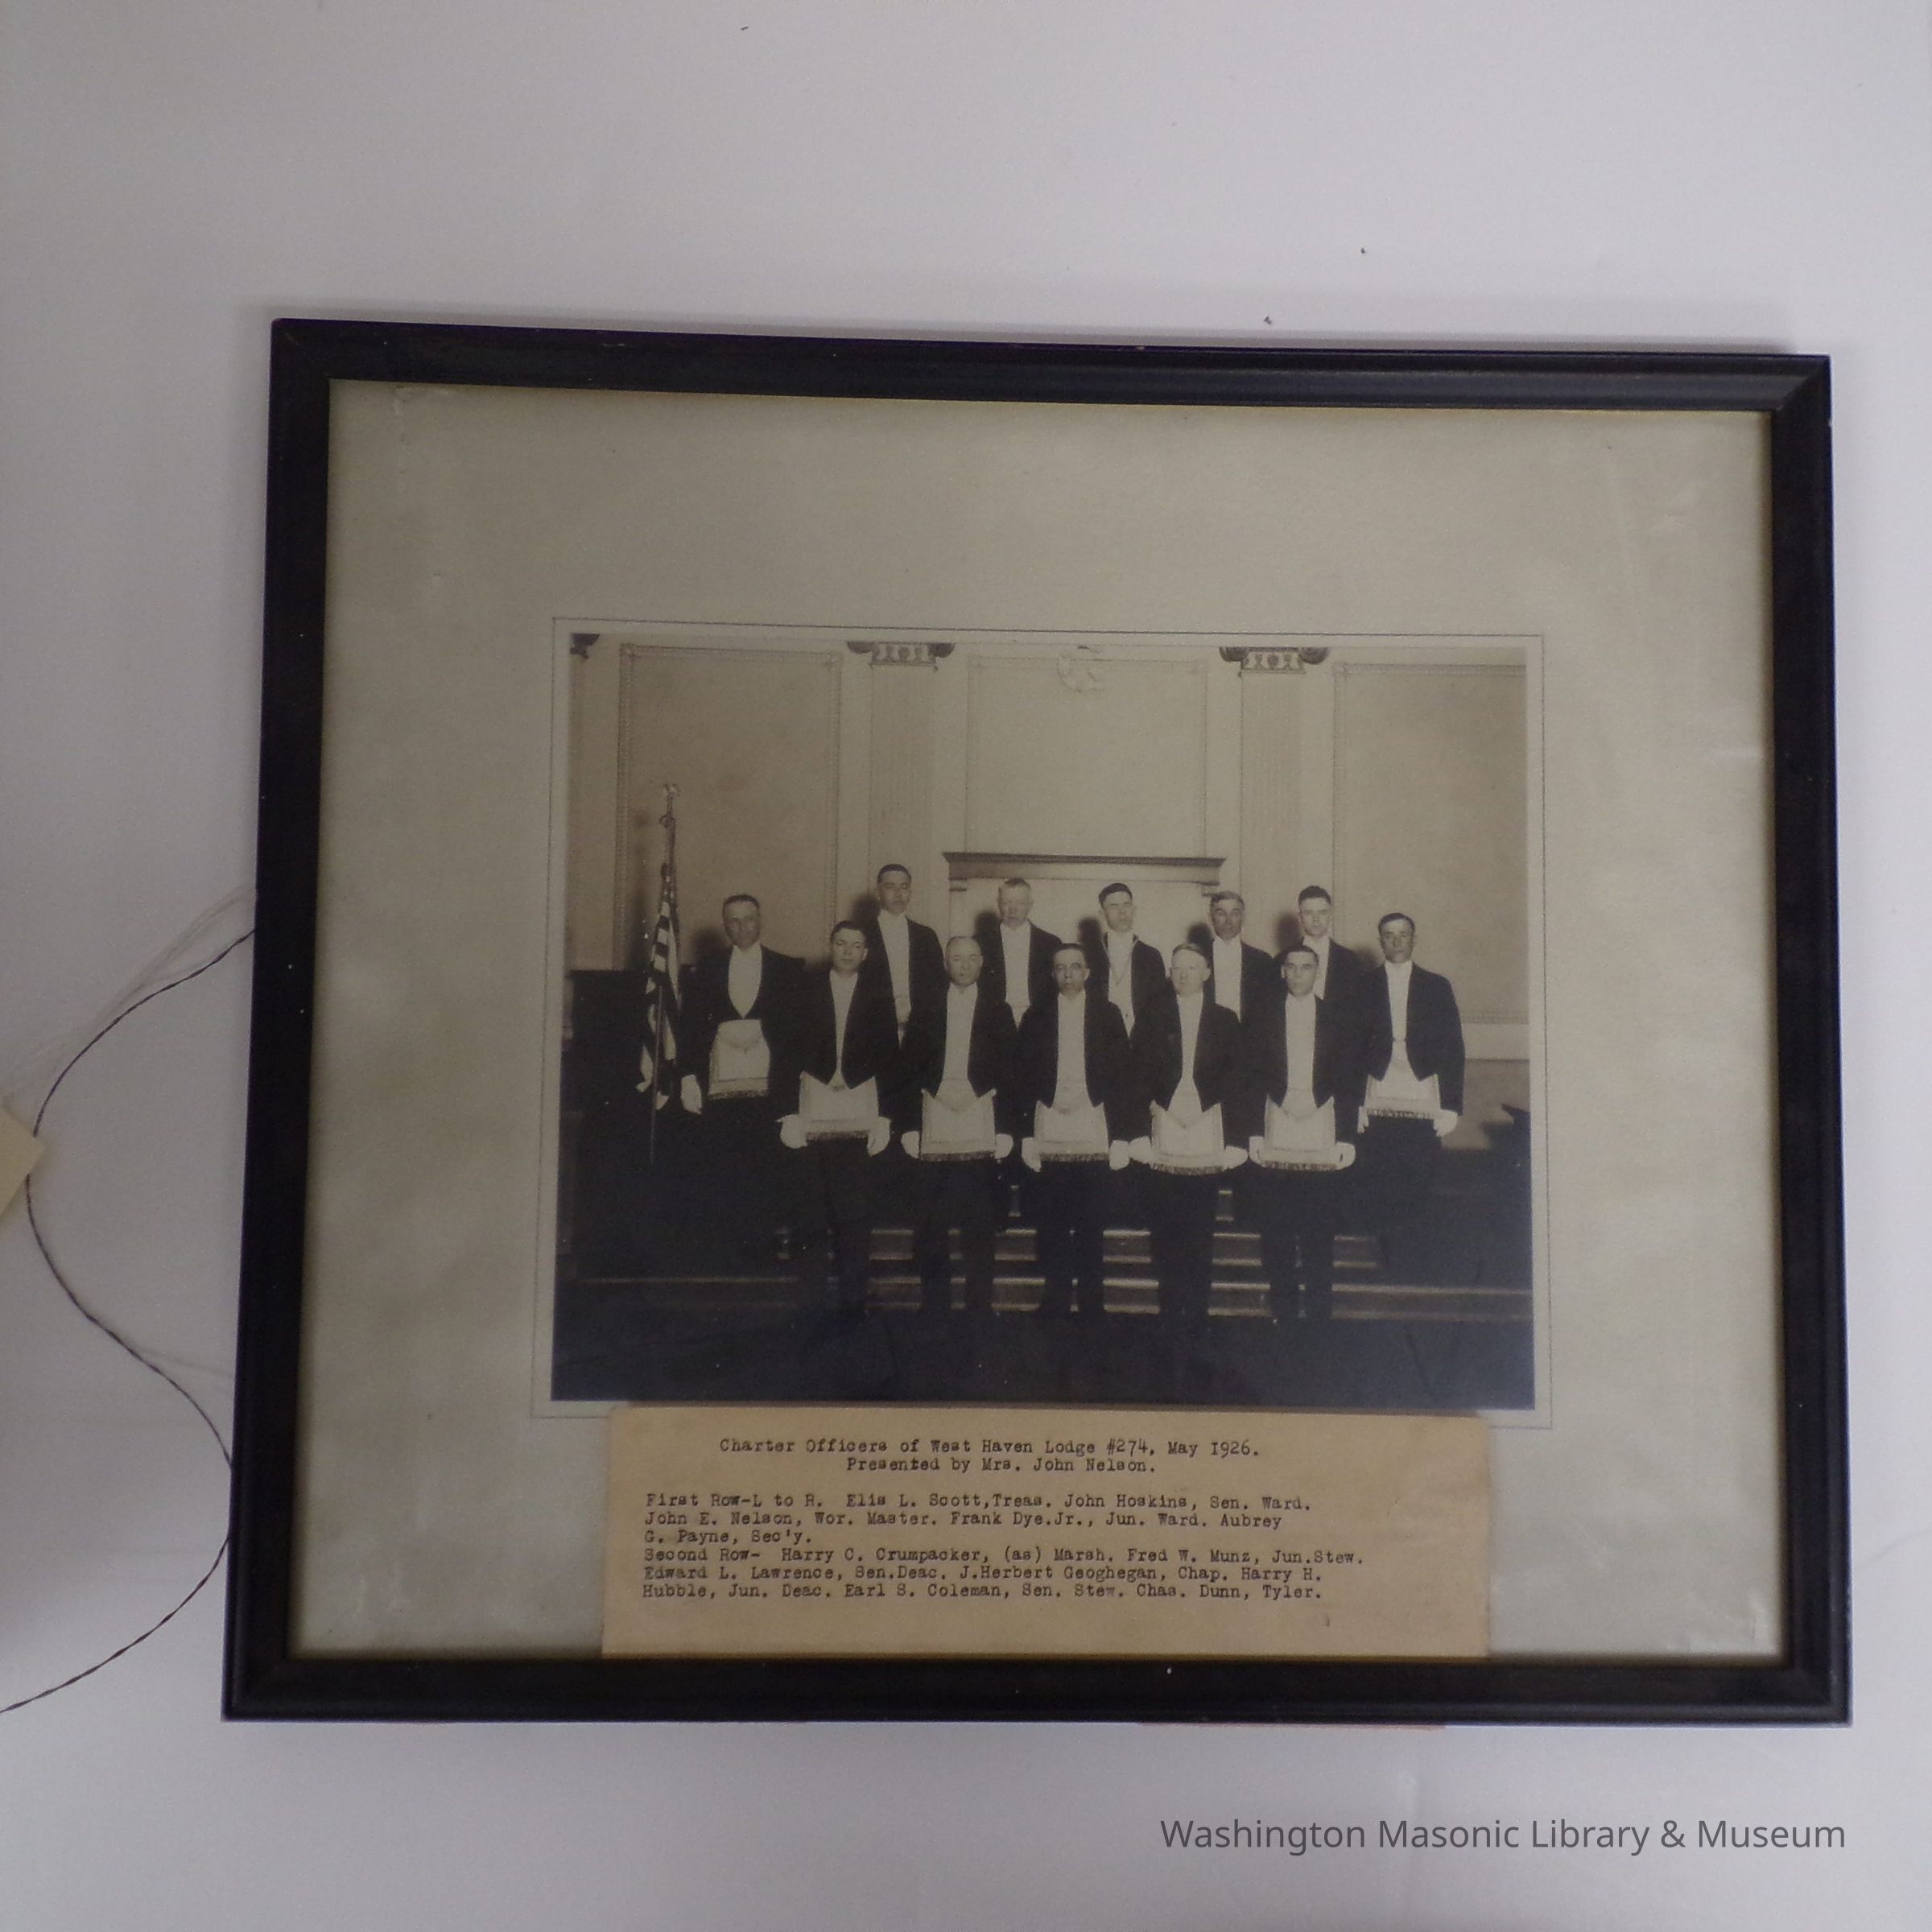 Charter Officers of West Haven Lodge #274, May 1926.
Presented by Mrs. John Nelson.
First Row-L to R. Elis L. Scott,Treas. John Hoskins, Sen. Ward.
John E. Nelson, Wor. Master. Frank Dye.Jr., Jun. Ward. Aubrey
G. Payne, Sec'y.
Second Row- Harry C. Crumpacker, (as) Marsh. Fred W. Munz, Jun.Stew.
Edward L. Lawrence, Sen.Deac. J.Herbert Geoghegan, Chap. Harry H.
Hubble, Jun. Deac. Earl S. Coleman, Sen. Stew. Chas. Dunn, Tyler.
Washington Masonic Library & Museum